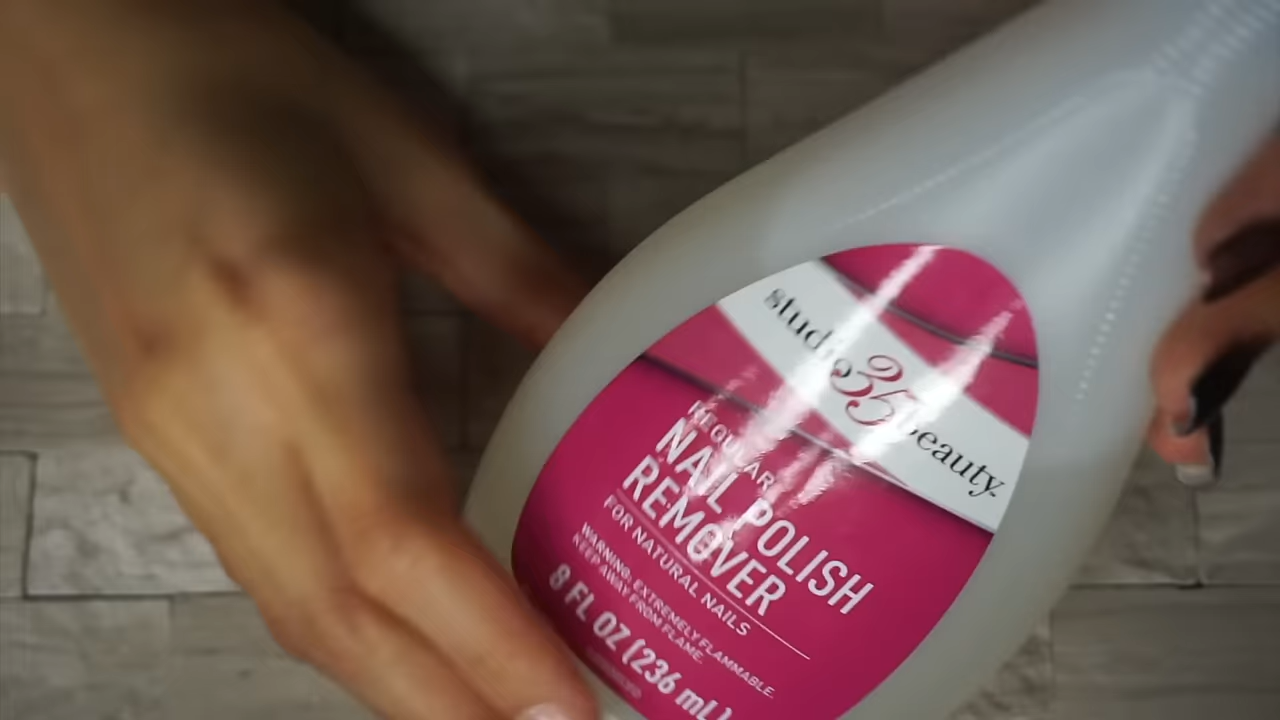 studio 35 beauty
REGULAR
NAIL POLISH
REMOVER
FOR NATURAL NAILS
WARNING: EXTREMELY FLAMMABLE.
KEEP AWAY FROM FLAME.
8 FL OZ (236 mL)